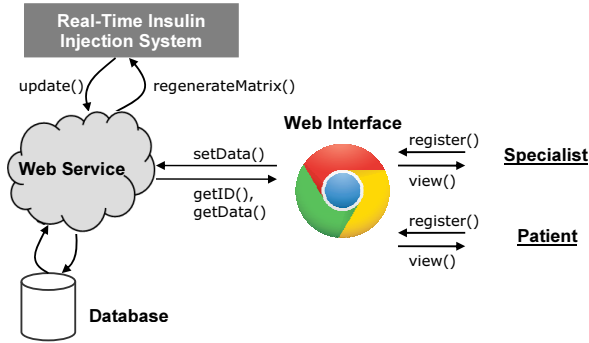 Real-Time Insulin
Injection System
update()
regenerateMatrix()
Web Interface
Web Service
setData()
getID(),
getData()
register()
view()
Specialist
register()
view()
Patient
Database